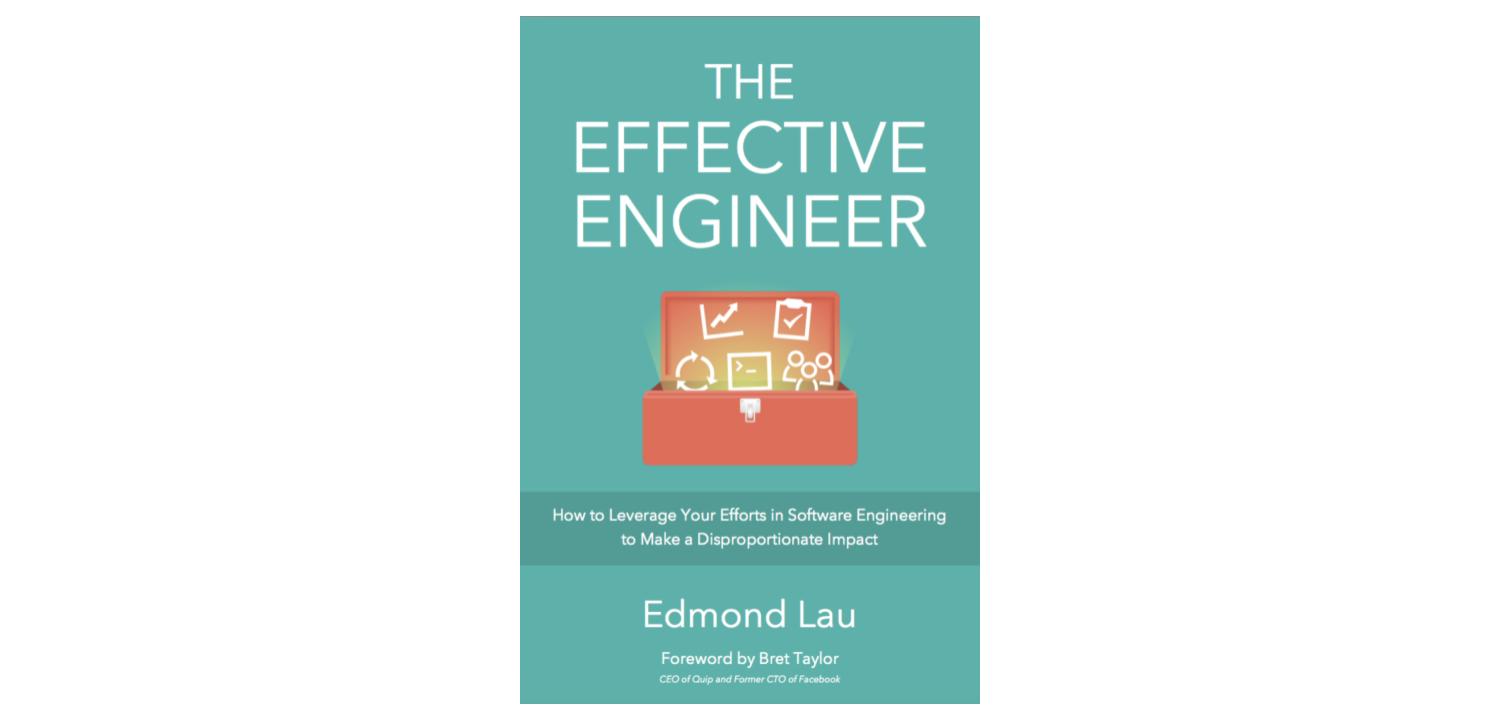 THE
EFFECTIVE
ENGINEER
>_
How to Leverage Your Efforts in Software Engineering
to Make a Disproportionate Impact
Edmond Lau
Foreword by Bret Taylor
CEO of Quip and Former CTO of Facebook